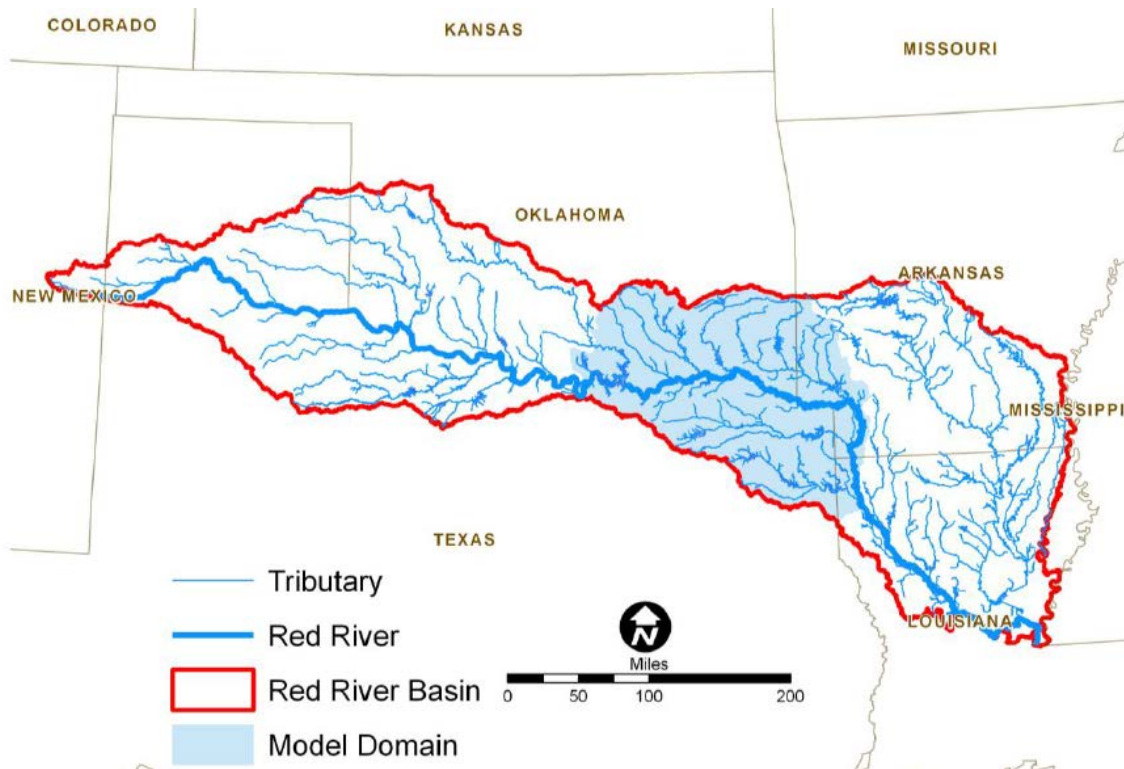 COLORADO
KANSAS
MISSOURI
OKLAHOMA
ARKANSAS
NEW MEXICO
MISSISSIPPI
TEXAS
LOUISIANA
Tributary
Red River
Red River Basin
Model Domain
N
Miles
0 50 100 200